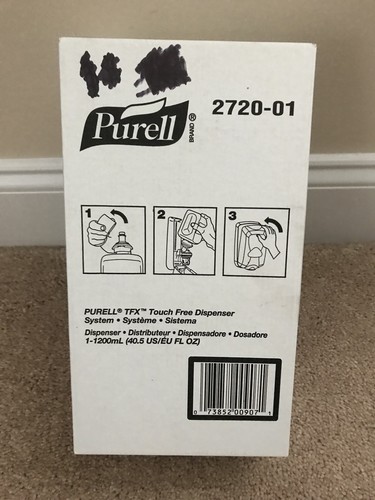 Purell
BRAND ®
2720-01
1
2
3
PURELL® TFX™ Touch Free Dispenser
System • Système • Sistema
Dispenser • Distributeur • Dispensadore • Dosadore
1-1200mL (40.5 US/ÉU FL OZ)
0 73852 00907 1